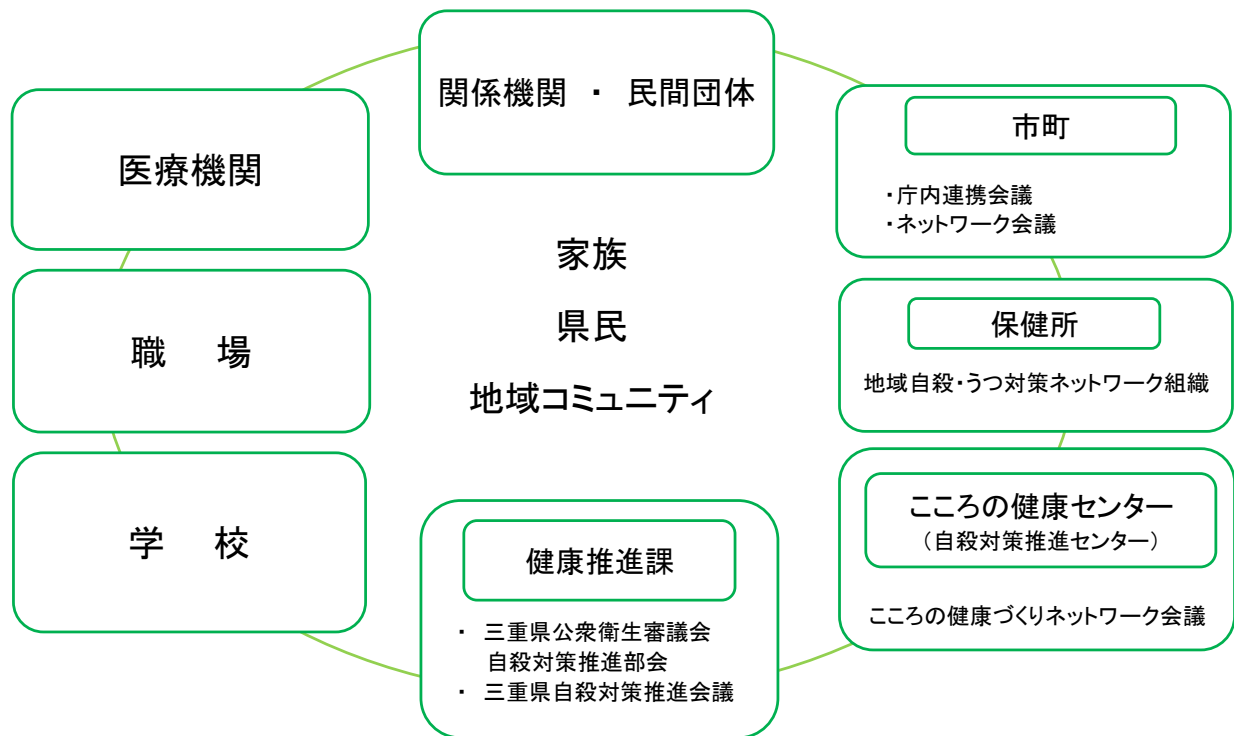 関係機関 ・ 民間団体
医療機関
市町
・庁内連携会議
・ネットワーク会議
家族
県民
地域コミュニティ
職 場
保健所
地域自殺・うつ対策ネットワーク組織
学 校
こころの健康センター
（自殺対策推進センター）
こころの健康づくりネットワーク会議
健康推進課
・ 三重県公衆衛生審議会
自殺対策推進部会
・ 三重県自殺対策推進会議